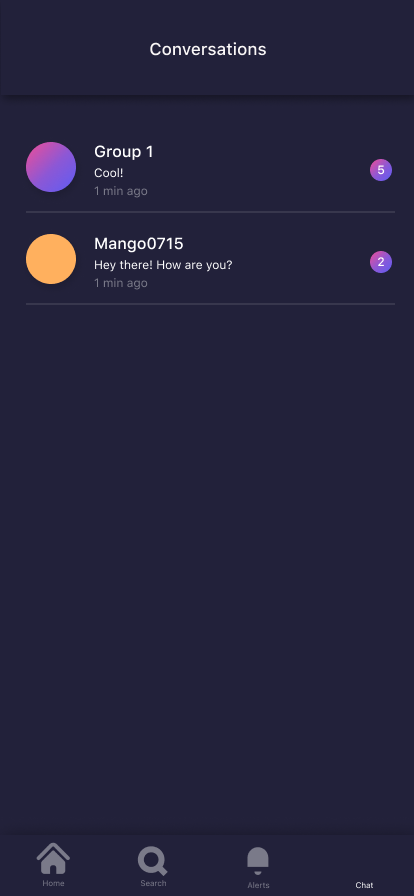 Conversations
Group 1
Cool!
1 min ago
5
Mango0715
Hey there! How are you?
1 min ago
2
Home
Search
Alerts
Chat